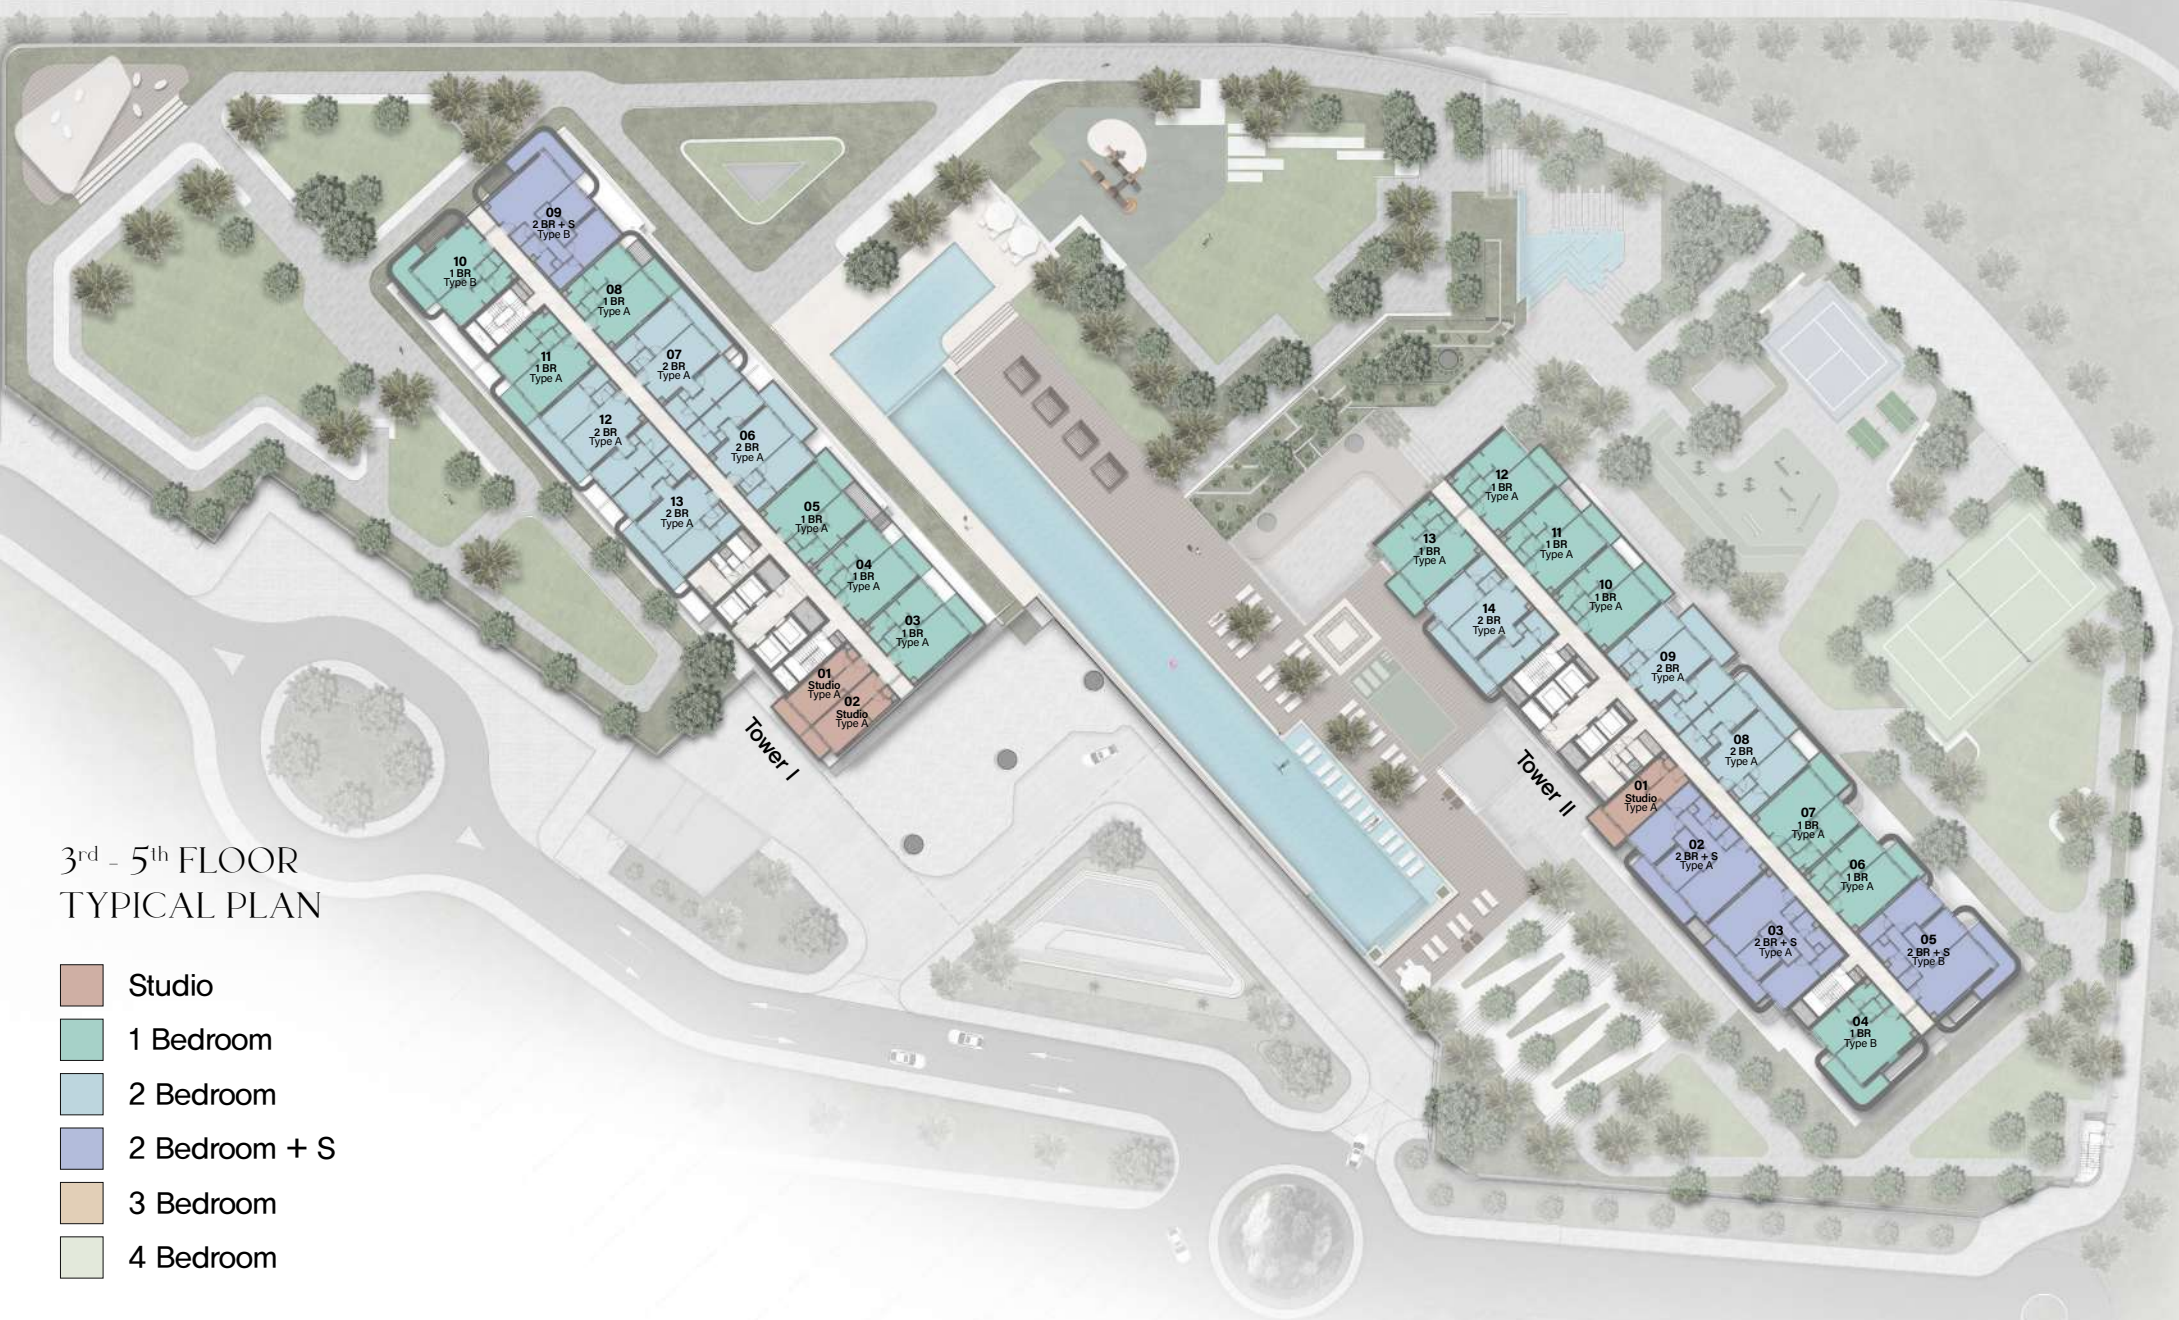 09
2 BR + S
Type B
10
1 BR
Type B
08
1 BR
Type A
11
1 BR
Type A
07
2 BR
Type A
12
2 BR
Type A
06
2 BR
Type A
13
2 BR
Type A
05
1 BR
Type A
04
1 BR
Type A
03
1 BR
Type A
01
Studio
Type A
02
Studio
Type A
Tower I
12
1 BR
Type A
13
1 BR
Type A
11
1 BR
Type A
10
1 BR
Type A
14
2 BR
Type A
09
2 BR
Type A
08
2 BR
Type A
01
Studio
Type A
07
1 BR
Type A
02
2 BR + S
Type A
06
1 BR
Type A
03
2 BR + S
Type A
05
2 BR + S
Type B
04
1 BR
Type B
Tower II
3rd - 5th FLOOR
TYPICAL PLAN
Studio
1 Bedroom
2 Bedroom
2 Bedroom + S
3 Bedroom
4 Bedroom